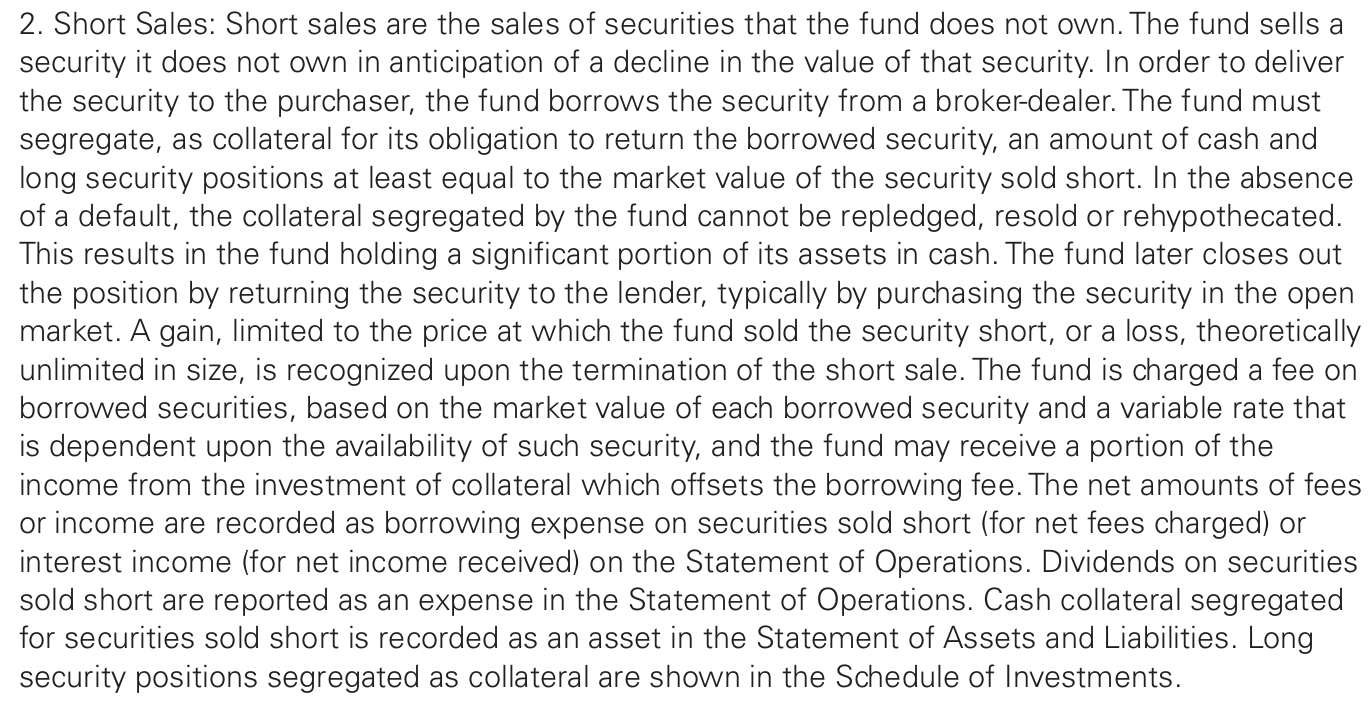 2. Short Sales: Short sales are the sales of securities that the fund does not own. The fund sells a
security it does not own in anticipation of a decline in the value of that security. In order to deliver
the security to the purchaser, the fund borrows the security from a broker-dealer. The fund must
segregate, as collateral for its obligation to return the borrowed security, an amount of cash and
long security positions at least equal to the market value of the security sold short. In the absence
of a default, the collateral segregated by the fund cannot be repledged, resold or rehypothecated.
This results in the fund holding a significant portion of its assets in cash. The fund later closes out
the position by returning the security to the lender, typically by purchasing the security in the open
market. A gain, limited to the price at which the fund sold the security short, or a loss, theoretically
unlimited in size, is recognized upon the termination of the short sale. The fund is charged a fee on
borrowed securities, based on the market value of each borrowed security and a variable rate that
is dependent upon the availability of such security, and the fund may receive a portion of the
income from the investment of collateral which offsets the borrowing fee. The net amounts of fees
or income are recorded as borrowing expense on securities sold short (for net fees charged) or
interest income (for net income received) on the Statement of Operations. Dividends on securities
sold short are reported as an expense in the Statement of Operations. Cash collateral segregated
for securities sold short is recorded as an asset in the Statement of Assets and Liabilities. Long
security positions segregated as collateral are shown in the Schedule of Investments.